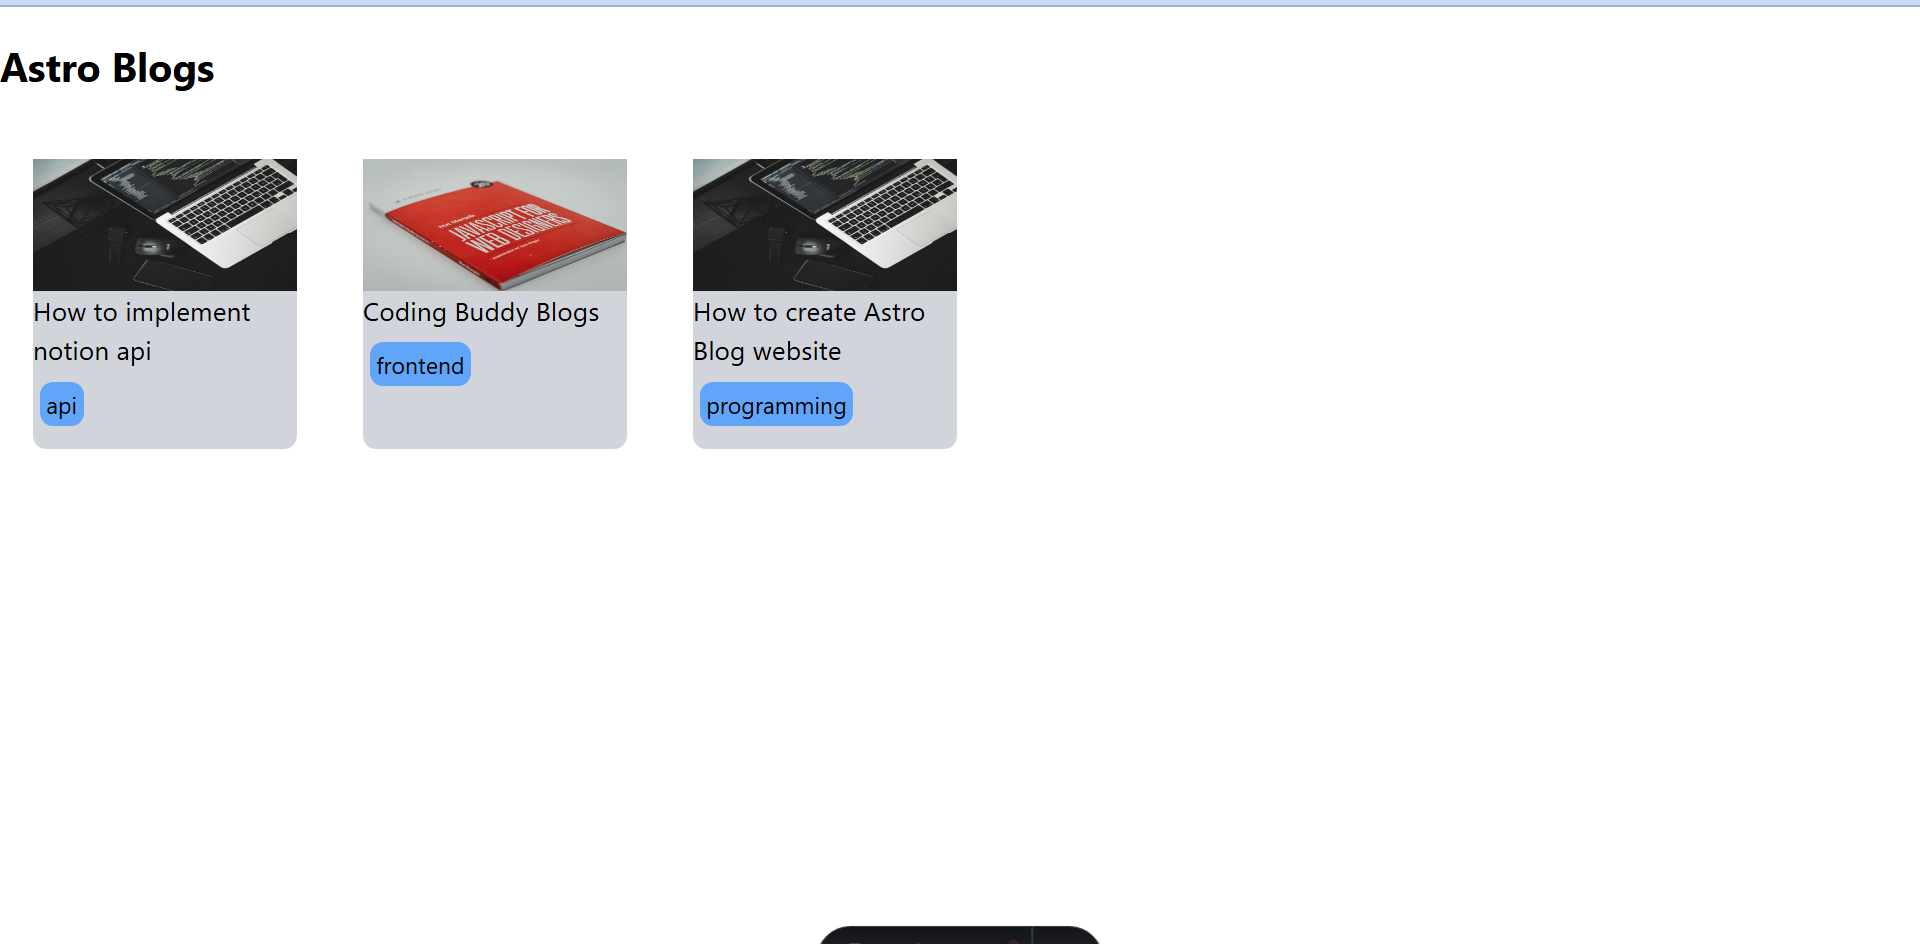 Astro Blogs
JAVASCRIPT FOR
WEB DESIGNERS
How to implement
notion api
api
Coding Buddy Blogs
frontend
How to create Astro
Blog website
programming